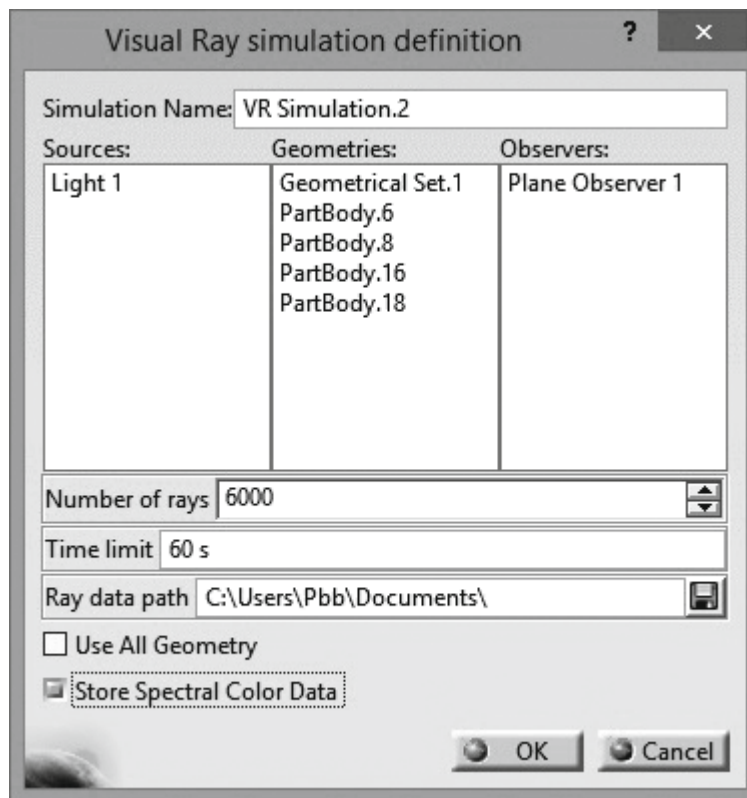 Visual Ray simulation definition ? ×
Simulation Name: VR Simulation.2
Sources: Geometries: Observers:
Light 1 Geometrical Set.1 Plane Observer 1
PartBody.6
PartBody.8
PartBody.16
PartBody.18
Number of rays 6000
Time limit 60 s
Ray data path C:\Users\Pbb\Documents\
Use All Geometry
Store Spectral Color Data
OK Cancel